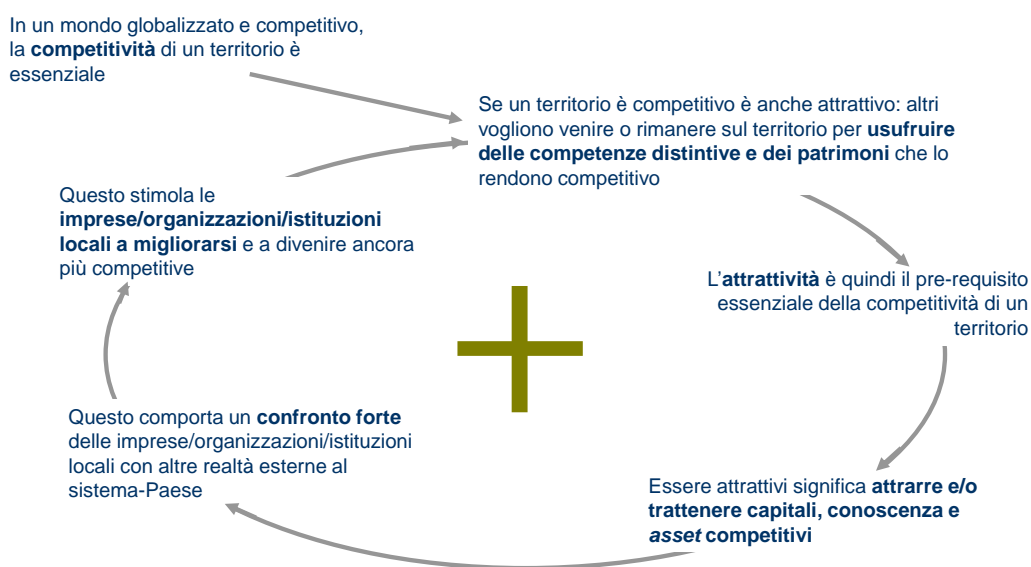 In un mondo globalizzato e competitivo,
la competitività di un territorio è
essenziale
Se un territorio è competitivo è anche attrattivo: altri
vogliono venire o rimanere sul territorio per usufruire
delle competenze distintive e dei patrimoni che lo
rendono competitivo
L'attrattività è quindi il pre-requisito
essenziale della competitività di un
territorio
Essere attrattivi significa attrarre e/o
trattenere capitali, conoscenza e
asset competitivi
Questo comporta un confronto forte
delle imprese/organizzazioni/istituzioni
locali con altre realtà esterne al
sistema-Paese
Questo stimola le
imprese/organizzazioni/istituzioni
locali a migliorarsi e a divenire ancora
più competitive